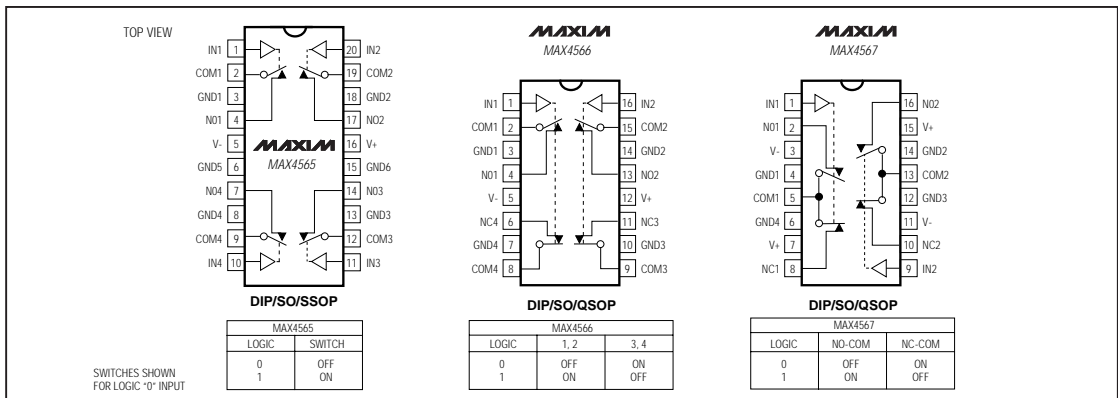 TOP VIEW
IN1 1
20 IN2
COM1 2
19 COM2
GND1 3
18 GND2
N01 4
17 NO2
V- 5
16 V+
GND5 6
15 GND6
N04 7
14 N03
GND4 8
13 GND3
COM4 9
12 COM3
IN4 10
11 IN3
MAXIM
MAX4565
DIP/SO/SSOP
MAX4565
LOGIC SWITCH
0 OFF
1 ON
SWITCHES SHOWN
FOR LOGIC "0" INPUT
MAXIM
MAX4566
IN1 1
16 IN2
COM1 2
15 COM2
GND1 3
14 GND2
N01 4
13 NO2
V- 5
12 V+
NC4 6
11 NC3
GND4 7
10 GND3
COM4 8
9 COM3
DIP/SO/QSOP
MAX4566
LOGIC 1, 2 3, 4
0 OFF ON
1 ON OFF
MAXIM
MAX4567
IN1 1
16 N02
N01 2
15 V+
V- 3
14 GND2
GND1 4
13 COM2
COM1 5
12 GND3
GND4 6
11 V-
V+ 7
10 NC2
NC1 8
9 IN2
DIP/SO/QSOP
MAX4567
LOGIC NO-COM NC-COM
0 OFF ON
1 ON OFF